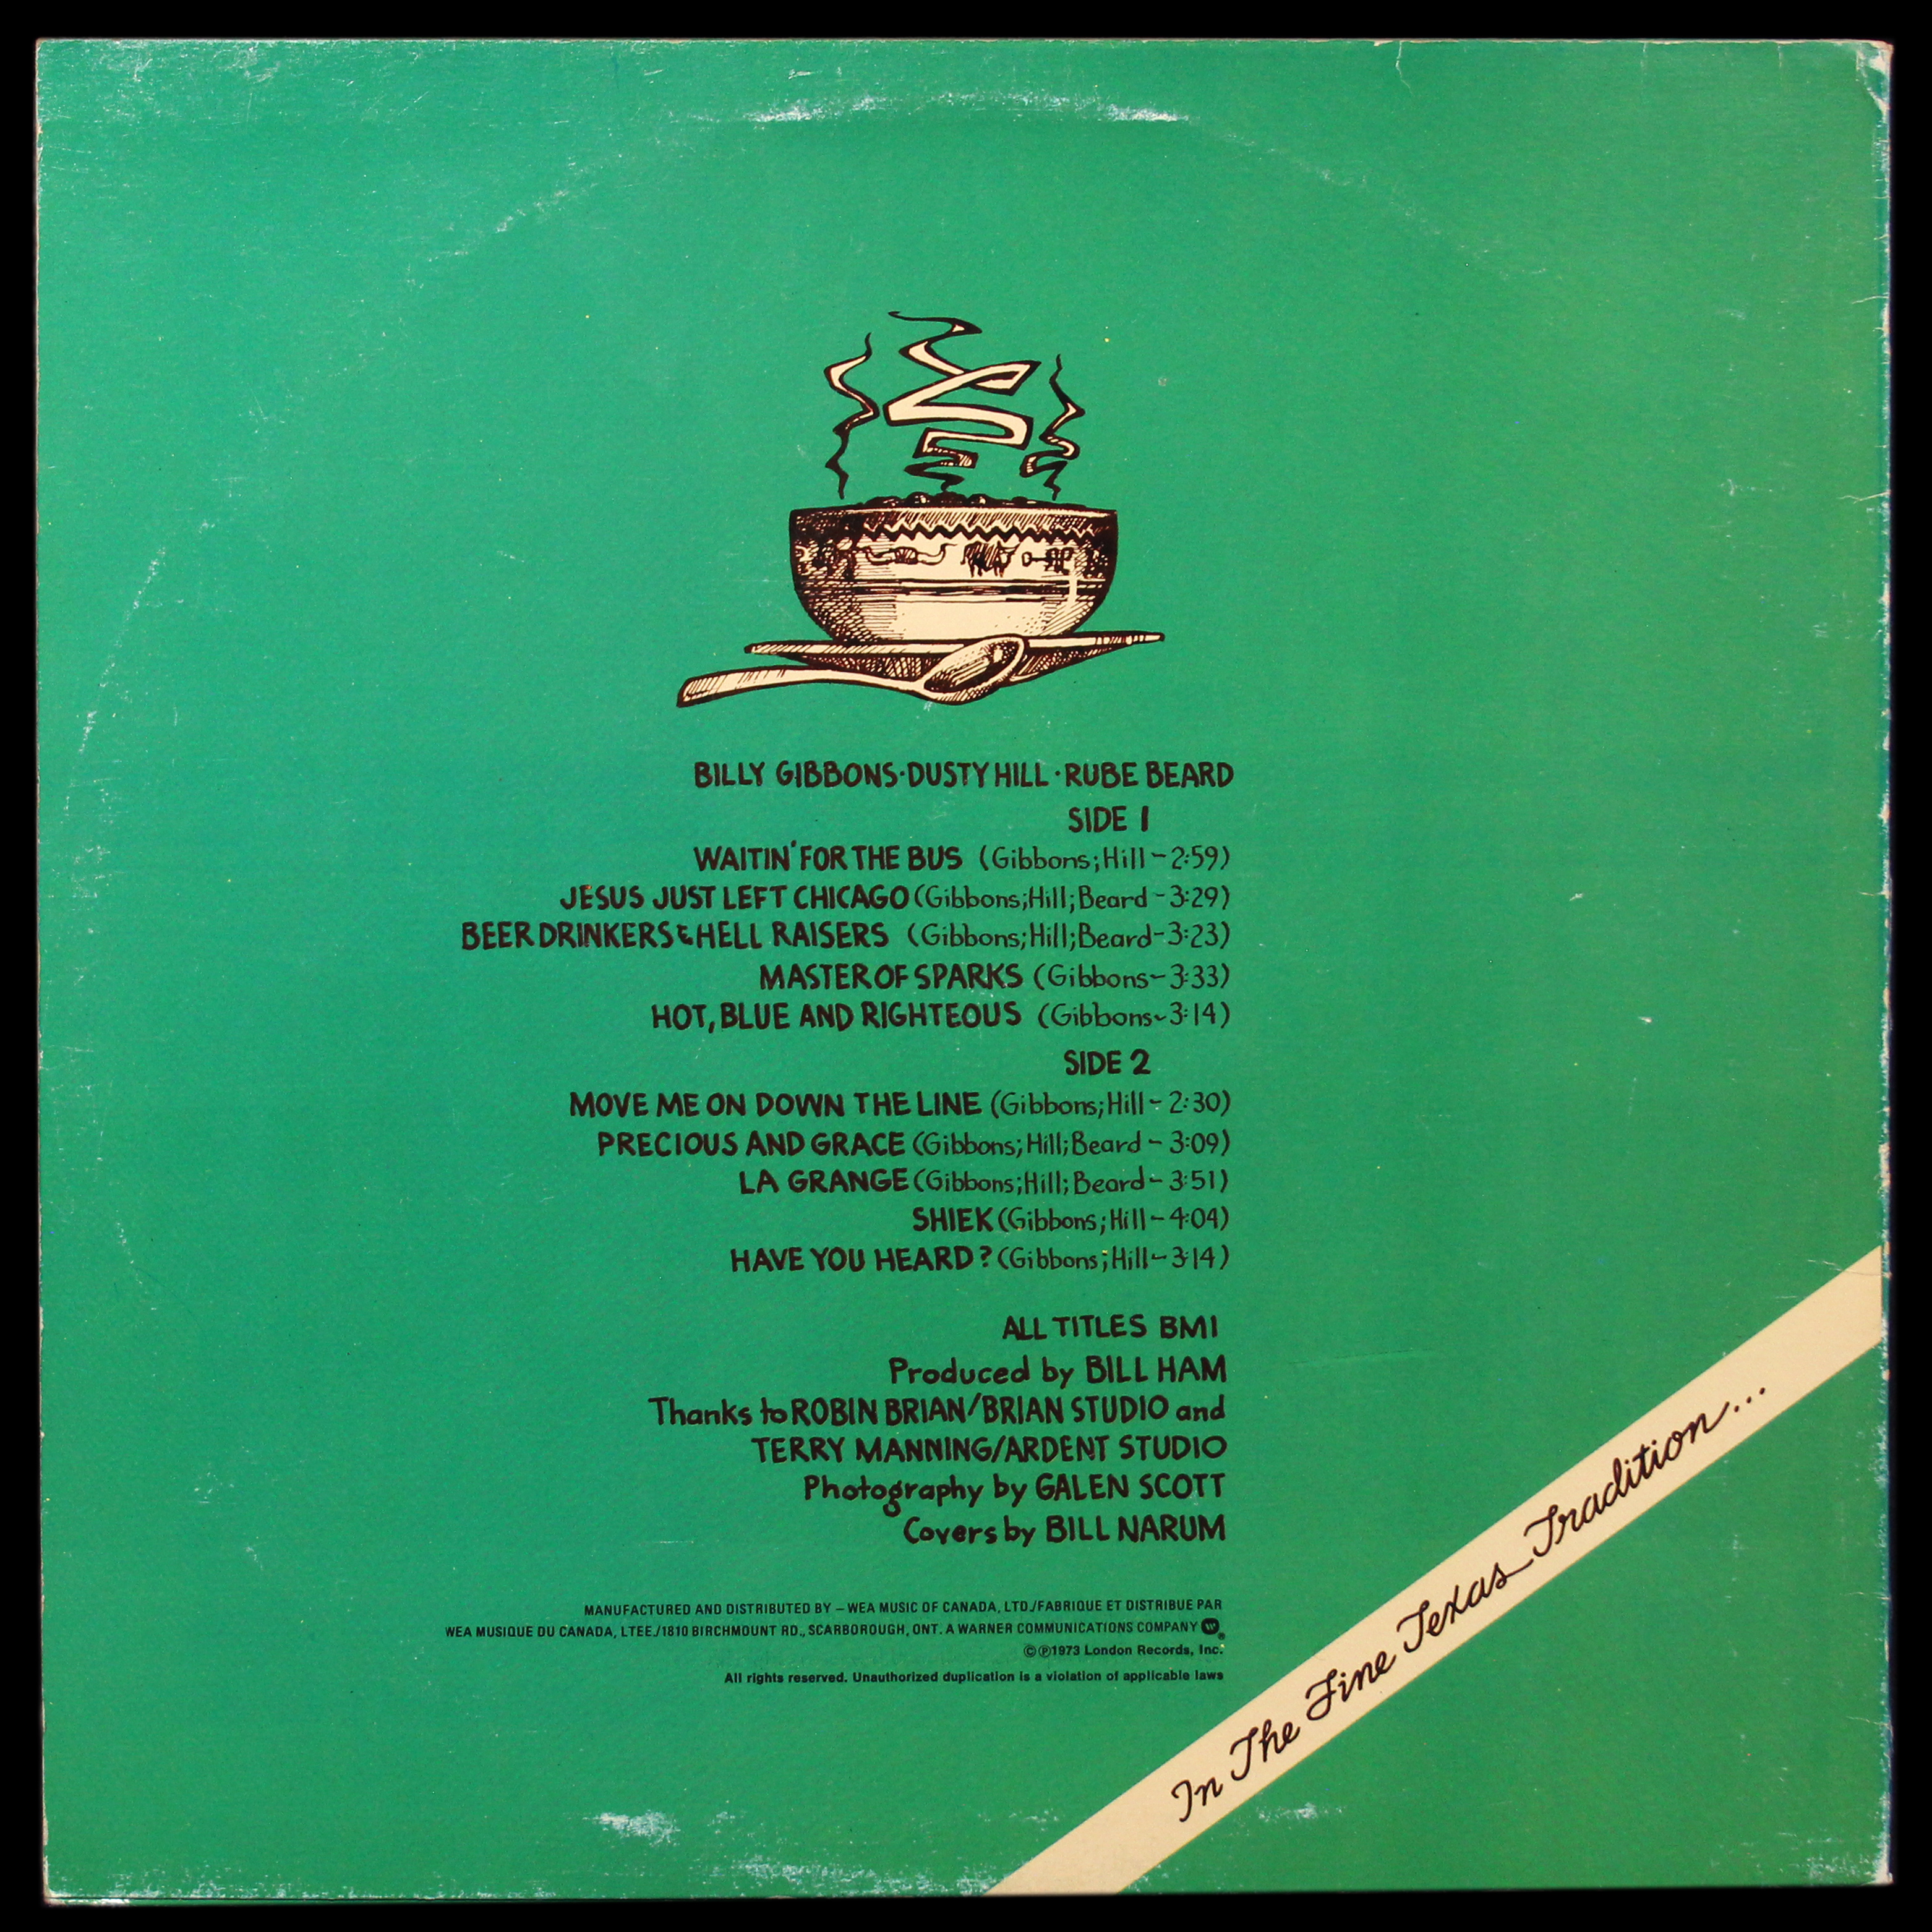 BILLY GIBBONS·DUSTY HILL·RUBE BEARD
SIDE 1
WAITIN' FOR THE BUS (Gibbons; Hill - 2:59)
JESUS JUST LEFT CHICAGO (Gibbons; Hill; Beard - 3:29)
BEER DRINKERS & HELL RAISERS (Gibbons; Hill; Beard - 3:23)
MASTER OF SPARKS (Gibbons - 3:33)
HOT, BLUE AND RIGHTEOUS (Gibbons - 3:14)
SIDE 2
MOVE ME ON DOWN THE LINE (Gibbons; Hill - 2:30)
PRECIOUS AND GRACE (Gibbons; Hill; Beard - 3:09)
LA GRANGE (Gibbons; Hill; Beard - 3:51)
SHIEK (Gibbons; Hill - 4:04)
HAVE YOU HEARD? (Gibbons; Hill - 3:14)
ALL TITLES BMI
Produced by BILL HAM
Thanks to ROBIN BRIAN/BRIAN STUDIO and
TERRY MANNING/ARDENT STUDIO
Photography by GALEN SCOTT
Covers by BILL NARUM
MANUFACTURED AND DISTRIBUTED BY – WEA MUSIC OF CANADA, LTD./FABRIQUE ET DISTRIBUE PAR
WEA MUSIQUE DU CANADA, LTEE./1810 BIRCHMOUNT RD., SCARBOROUGH, ONT. A WARNER COMMUNICATIONS COMPANY W ®
©℗1973 London Records, Inc.
All rights reserved. Unauthorized duplication is a violation of applicable laws
In The Fine Texas Tradition...